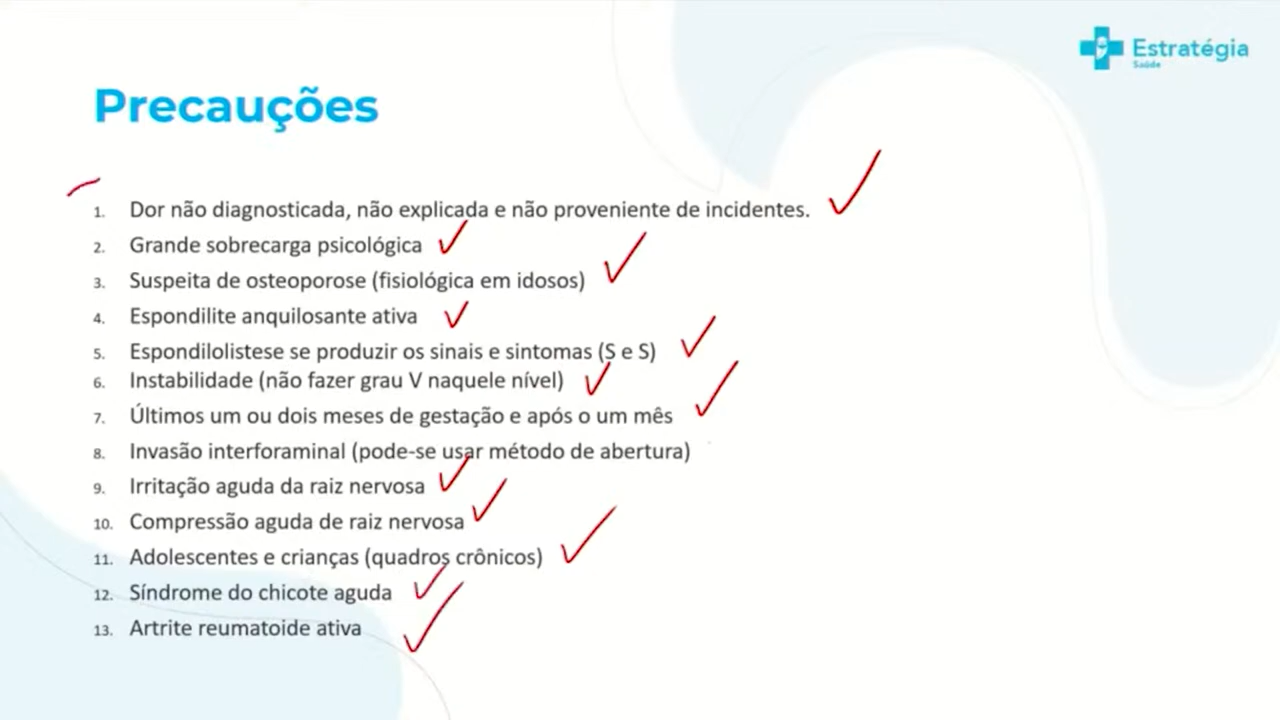 Estratégia
Saúde
Precauções
1. Dor não diagnosticada, não explicada e não proveniente de incidentes.
2. Grande sobrecarga psicológica
3. Suspeita de osteoporose (fisiológica em idosos)
4. Espondilite anquilosante ativa
5. Espondilolistese se produzir os sinais e sintomas (S e S)
6. Instabilidade (não fazer grau V naquele nível)
7. Últimos um ou dois meses de gestação e após o um mês
8. Invasão interforaminal (pode-se usar método de abertura)
9. Irritação aguda da raiz nervosa
10. Compressão aguda de raiz nervosa
11. Adolescentes e crianças (quadros crônicos)
12. Síndrome do chicote aguda
13. Artrite reumatoide ativa